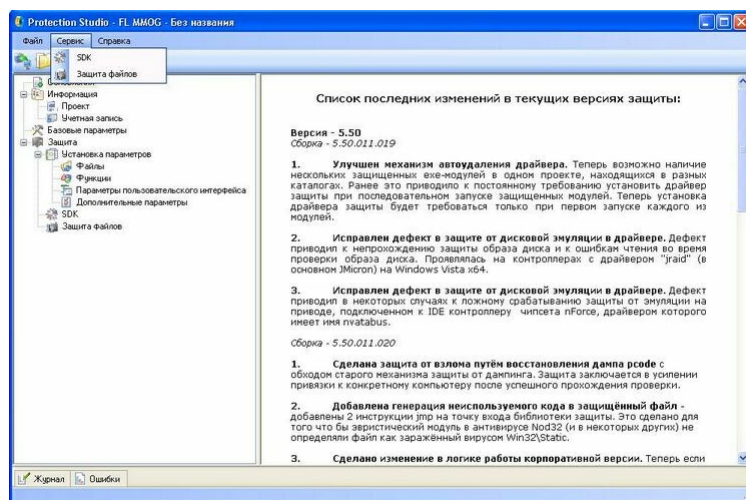 Protection Studio - FL MMOG - Без названия
Файл Сервис Справка
SDK
Защита файлов
Информация
Проект
Учетная запись
Базовые параметры
Защита
Установка параметров
Файлы
Функции
Параметры пользовательского интерфейса
Дополнительные параметры
SDK
Защита файлов
Список последних изменений в текущих версиях защиты:
Версия - 5.50
Сборка - 5.50.011.019
1. Улучшен механизм автоудаления драйвера. Теперь возможно наличие
нескольких защищенных exe-модулей в одном проекте, находящихся в разных
каталогах. Ранее это приводило к постоянному требованию установить драйвер
защиты при последовательном запуске защищенных модулей. Теперь установка
драйвера защиты будет требоваться только при первом запуске каждого из
модулей.
2. Исправлен дефект в защите от дисковой эмуляции в драйвере. Дефект
приводил к непрохождению защиты образа диска и к ошибкам чтения во время
проверки образа диска. Проявлялась на контроллерах с драйвером "jraid" (в
основном JMicron) на Windows Vista x64.
3. Исправлен дефект в защите от дисковой эмуляции в драйвере. Дефект
приводил в некоторых случаях к ложному срабатыванию защиты от эмуляции на
приводе, подключенном к IDE контроллеру чипсета nForce, драйвером которого
имеет имя nvatabus.
Сборка - 5.50.011.020
1. Сделана защита от взлома путём восстановления дампа pcode с
обходом старого механизма защиты от дампинга. Защита заключается в усилении
привязки к конкретному компьютеру после успешного прохождения проверки.
2. Добавлена генерация неиспользуемого кода в защищённый файл -
добавлены 2 инструкции jmp на точку входа библиотеки защиты. Это сделано для
того что бы эвристический модуль в антивирусе Nod32 (и в некоторых других) не
определяли файл как заражённый вирусом Win32\Static.
3. Сделано изменение в логике работы корпоративной версии. Теперь если
Журнал Ошибки